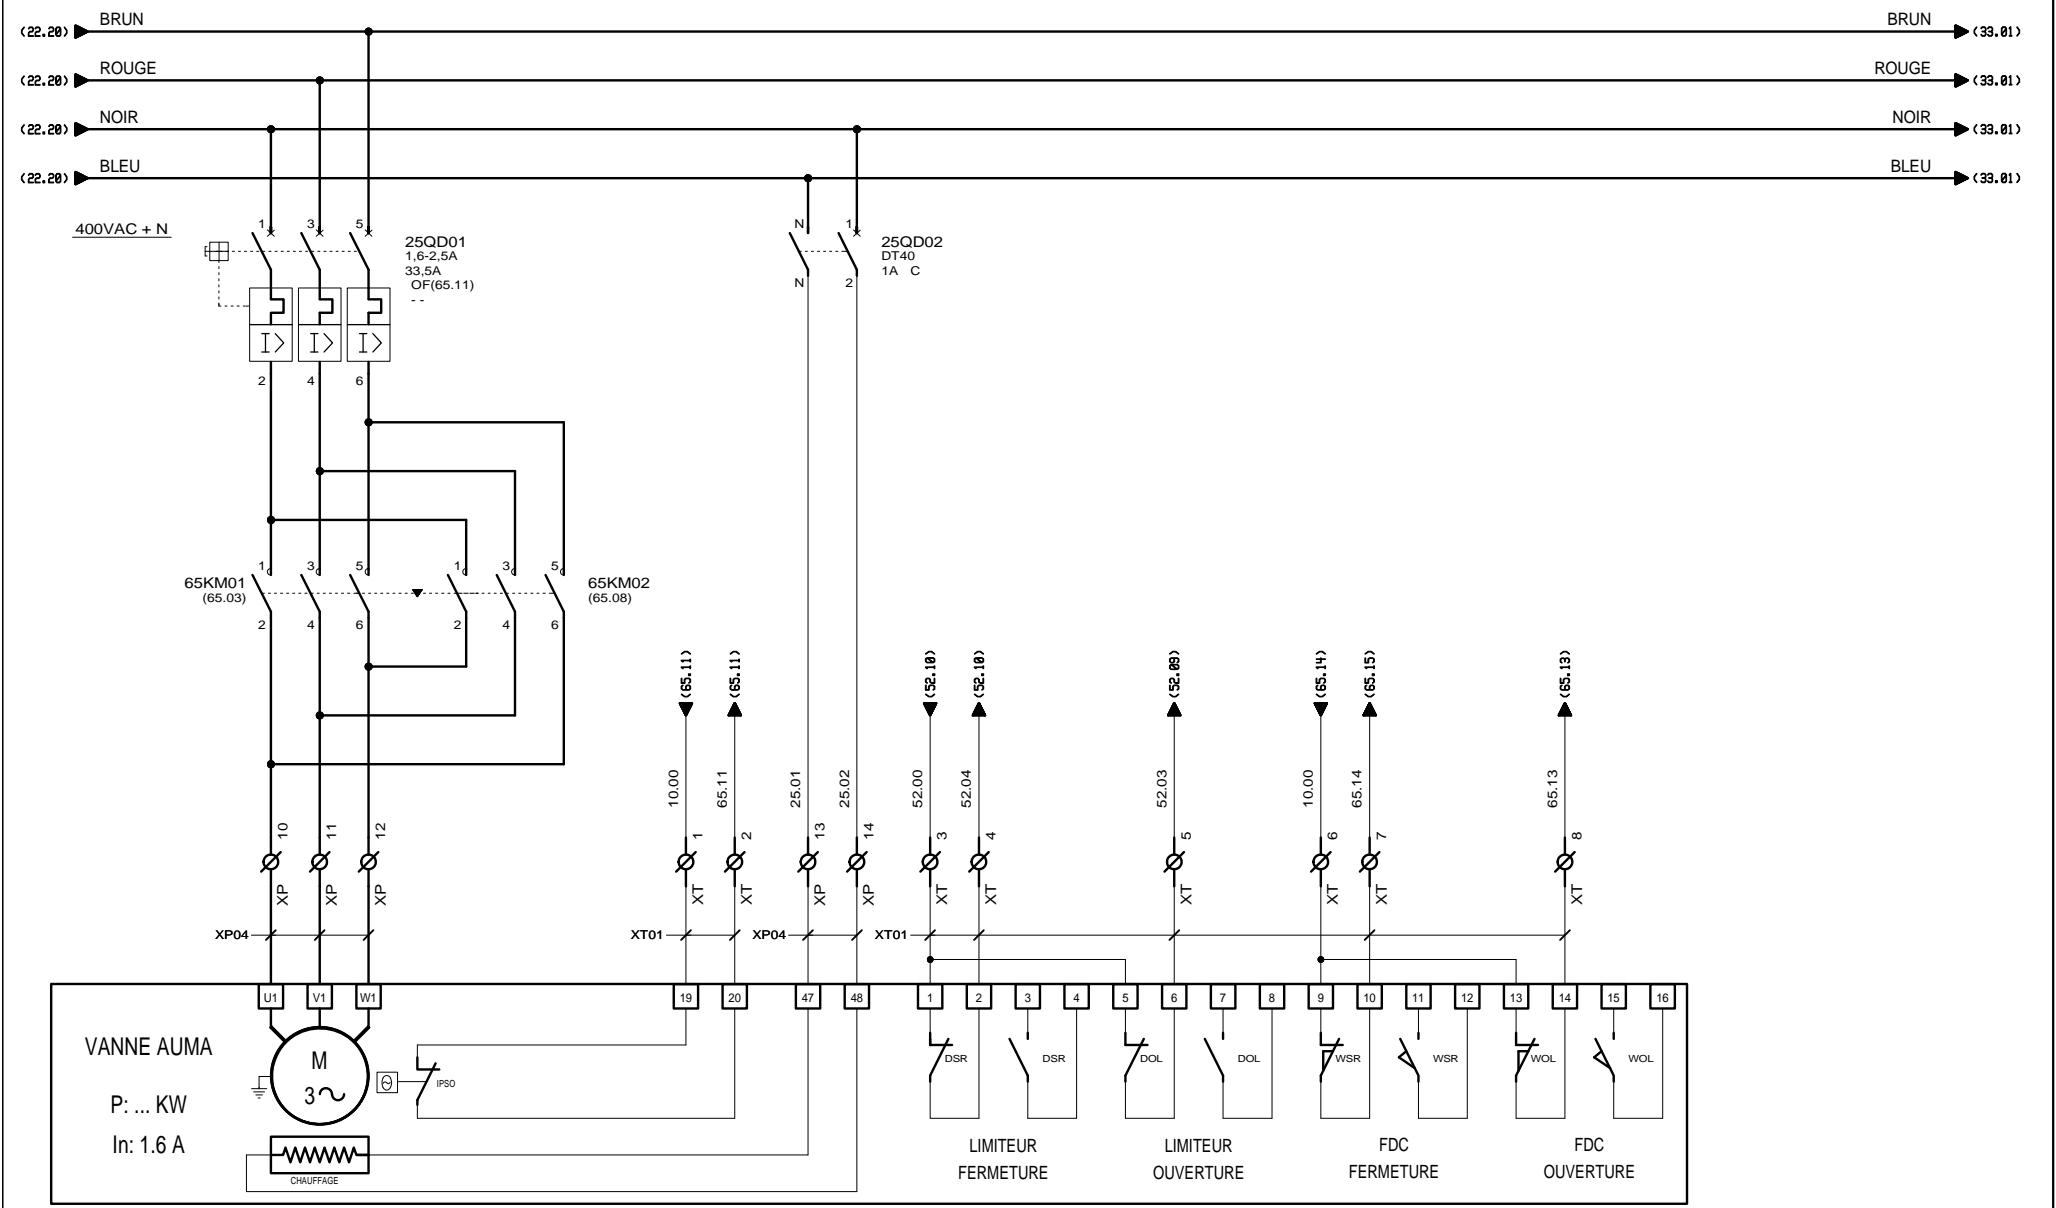 BRUN BRUN
(22.20) (33.01)
ROUGE ROUGE
(22.20) (33.01)
NOIR NOIR
(22.20) (33.01)
BLEU BLEU
(22.20) (33.01)
400VAC + N
1 3 5
25QD01
1,6-2,5A
33,5A
OF(65.11)
- -
I> I> I>
2 4 6
N 1
25QD02
DT40
1A C
N 2
1 3 5 1 3 5
65KM01
(65.03)
65KM02
(65.08)
2 4 6 2 4 6
(65.11) (65.11) (52.10) (52.10) (52.09) (65.14) (65.15) (65.13)
10.00 65.11 25.01 25.02 52.00 52.04 52.03 10.00 65.14 65.13
10 11 12 1 2 13 14 3 4 5 6 7 8
XP XP XP XT XT XP XP XT XT XT XT XT XT
XP04 XT01 XP04 XT01
U1 V1 W1 19 20 47 48 1 2 3 4 5 6 7 8 9 10 11 12 13 14 15 16
VANNE AUMA
P: ... KW
In: 1.6 A
M
3
IPSO
CHAUFFAGE
DSR DSR DOL DOL WSR WSR WOL WOL
LIMITEUR
FERMETURE
LIMITEUR
OUVERTURE
FDC
FERMETURE
FDC
OUVERTURE